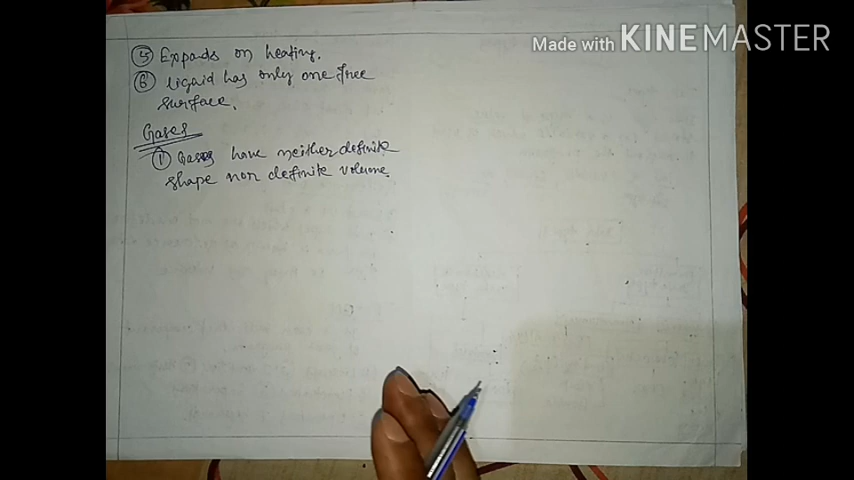 Made with KINEMASTER
⑤ Expands on heating.
⑥ Liquid has only one free
surface.
Gases
① Gases have neither definite
shape nor definite volume.